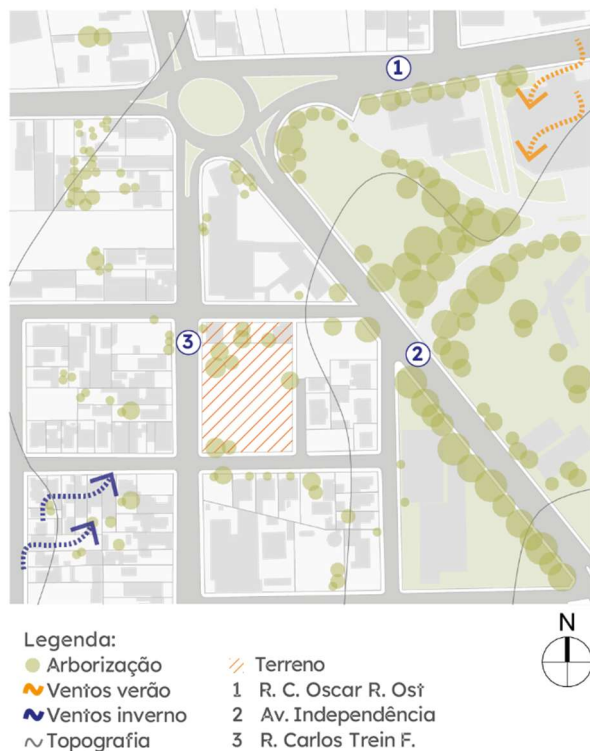 1
2
3
N
Legenda:
Arborização
Ventos verão
Ventos inverno
Topografia
Terreno
1 R. C. Oscar R. Ost
2 Av. Independência
3 R. Carlos Trein F.